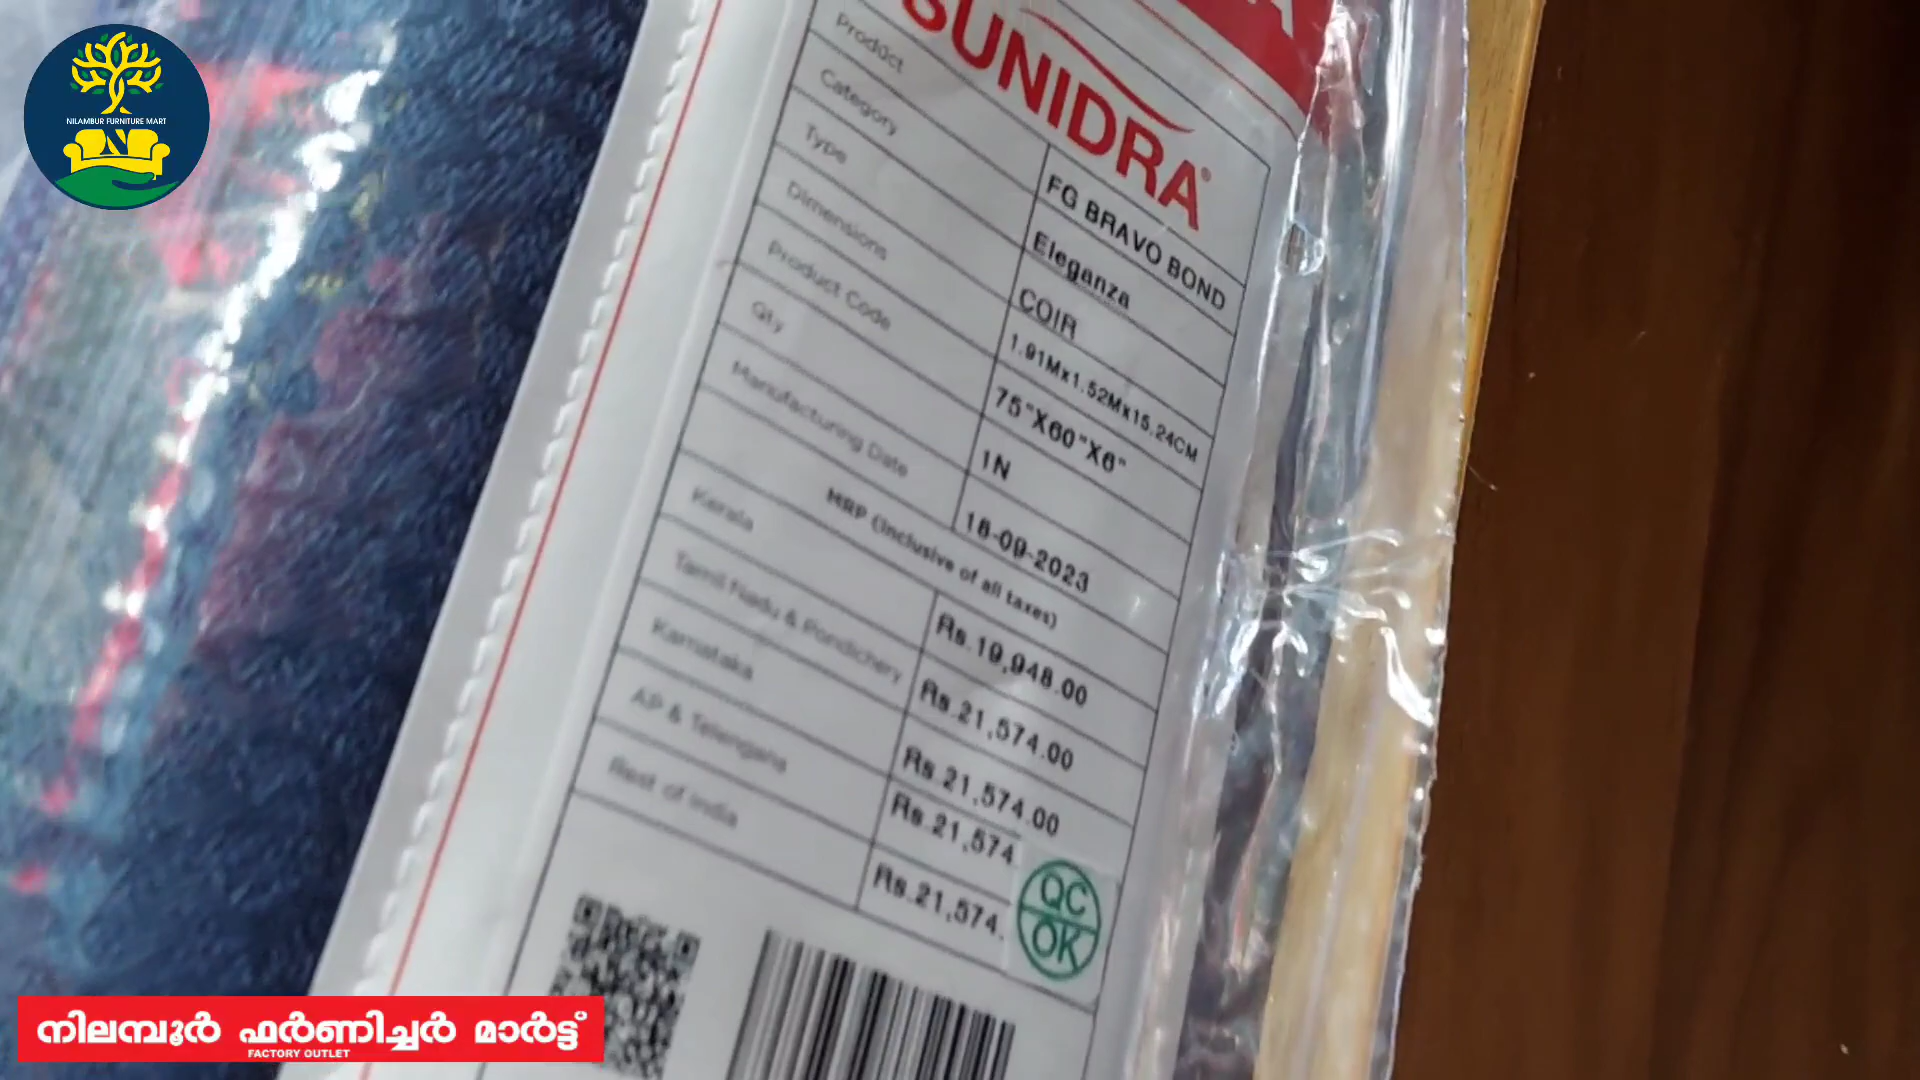 NILAMBUR FURNITURE MART
N
SUNIDRA®
Product FG BRAVO BOND
Category Eleganza
Type COIR
Dimensions 1.91Mx1.52Mx15.24CM
Product Code 75"X60"X6"
Qty 1N
Manufacturing Date 18-09-2023
MRP (Inclusive of all taxes)
Kerala Rs.19,948.00
Tamil Nadu & Pondichery Rs.21,574.00
Karnataka Rs.21,574.00
AP & Telengana Rs.21,574
Rest of India Rs.21,574.
QC
OK
നിലമ്പൂർ ഫർണിച്ചർ മാർട്ട്
FACTORY OUTLET